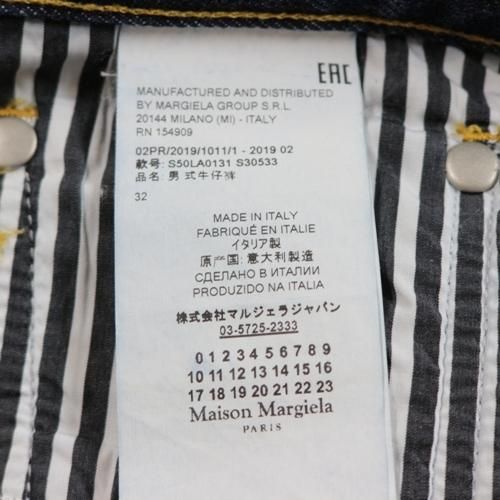 EAC
MANUFACTURED AND DISTRIBUTED
BY MARGIELA GROUP S.R.L.
20144 MILANO (MI) - ITALY
RN 154909
02PR/2019/1011/1 - 2019 02
款号: S50LA0131 S30533
品名: 男 式 牛 仔 裤
32
MADE IN ITALY
FABRIQUÉ EN ITALIE
イタリア製
原产国: 意大利製造
СДЕЛАНО В ИТАЛИИ
PRODUZIDO NA ITALIA
株式会社マルジェラジャパン
03-5725-2333
0 1 2 3 4 5 6 7 8 9
10 11 12 13 14 15 16
17 18 19 20 21 22 23
Maison Margiela
PARIS